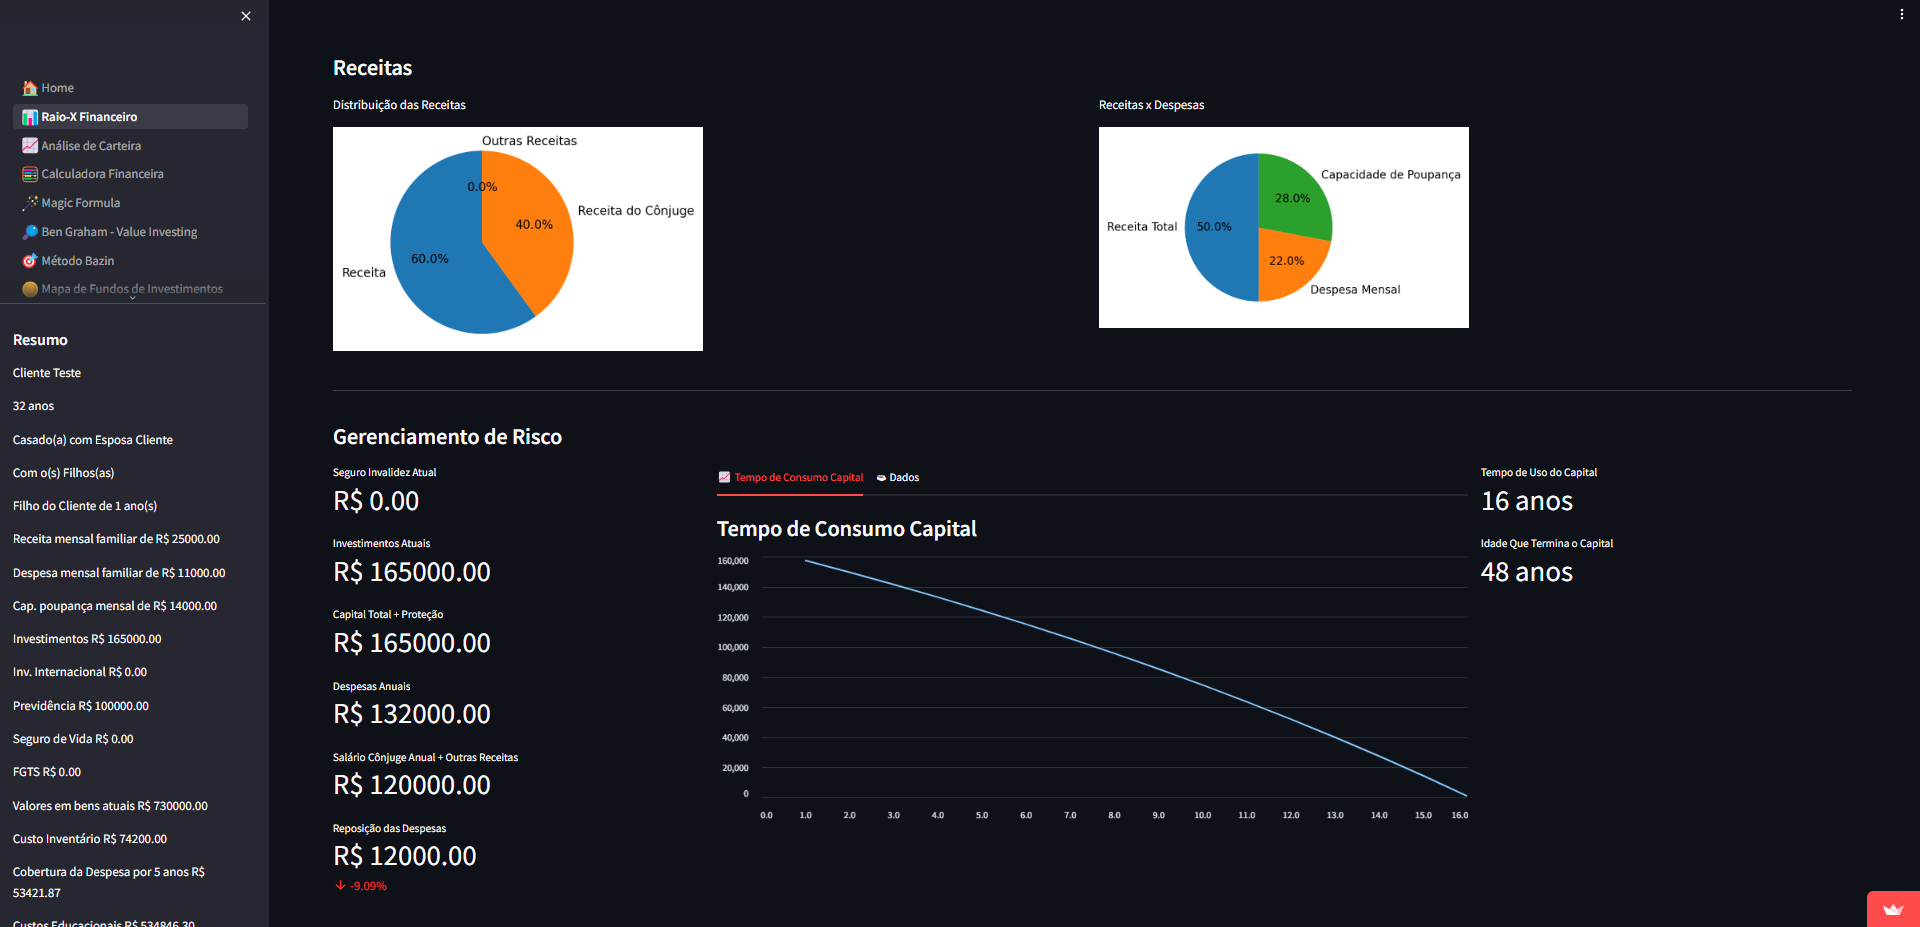 Home
Raio-X Financeiro
Análise de Carteira
Calculadora Financeira
Magic Formula
Ben Graham - Value Investing
Método Bazin
Mapa de Fundos de Investimentos
Resumo
Cliente Teste
32 anos
Casado(a) com Esposa Cliente
Com o(s) Filhos(as)
Filho do Cliente de 1 ano(s)
Receita mensal familiar de R$ 25000.00
Despesa mensal familiar de R$ 11000.00
Cap. poupança mensal de R$ 14000.00
Investimentos R$ 165000.00
Inv. Internacional R$ 0.00
Previdência R$ 100000.00
Seguro de Vida R$ 0.00
FGTS R$ 0.00
Valores em bens atuais R$ 730000.00
Custo Inventário R$ 74200.00
Cobertura da Despesa por 5 anos R$
53421.87
Custos Educacionais R$ 534846.30
Receitas
Distribuição das Receitas
Outras Receitas
0.0%
Receita do Cônjuge
40.0%
60.0%
Receita
Receitas x Despesas
Capacidade de Poupança
28.0%
Receita Total
50.0%
22.0%
Despesa Mensal
Gerenciamento de Risco
Seguro Invalidez Atual
R$ 0.00
Investimentos Atuais
R$ 165000.00
Capital Total + Proteção
R$ 165000.00
Despesas Anuais
R$ 132000.00
Salário Cônjuge Anual + Outras Receitas
R$ 120000.00
Reposição das Despesas
R$ 12000.00
-9.09%
Tempo de Consumo Capital Dados
Tempo de Consumo Capital
160,000
140,000
120,000
100,000
80,000
60,000
40,000
20,000
0
0.0 1.0 2.0 3.0 4.0 5.0 6.0 7.0 8.0 9.0 10.0 11.0 12.0 13.0 14.0 15.0 16.0
Tempo de Uso do Capital
16 anos
Idade Que Termina o Capital
48 anos